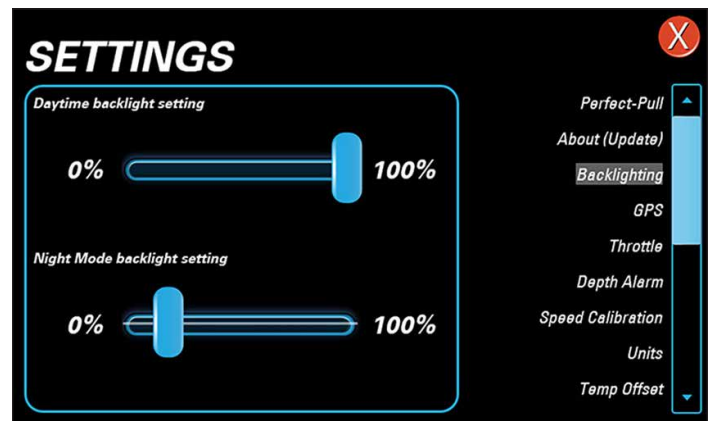 SETTINGS
X
Daytime backlight setting
0% 100%
Night Mode backlight setting
0% 100%
Perfect-Pull
About (Update)
Backlighting
GPS
Throttle
Depth Alarm
Speed Calibration
Units
Temp Offset